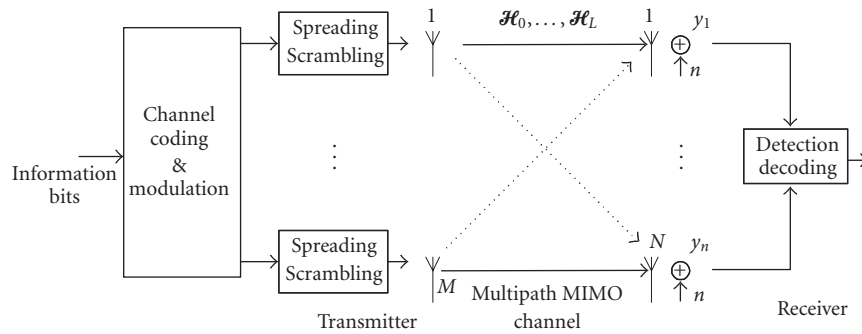 Channel
coding
&
modulation
Information
bits
Spreading
Scrambling
Spreading
Scrambling
1
M
Transmitter
𝓗0, . . . , 𝓗L
Multipath MIMO
channel
1
N
y1
n
yn
n
Detection
decoding
Receiver